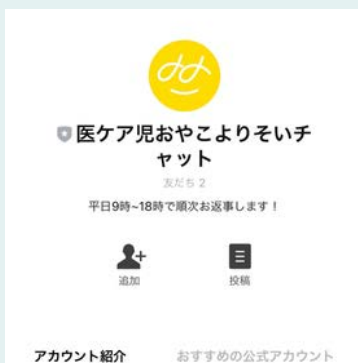 医ケア児おやこよりそいチ
ャット
友だち 2
平日9時~18時で順次お返事します！
追加
投稿
アカウント紹介
おすすめの公式アカウント